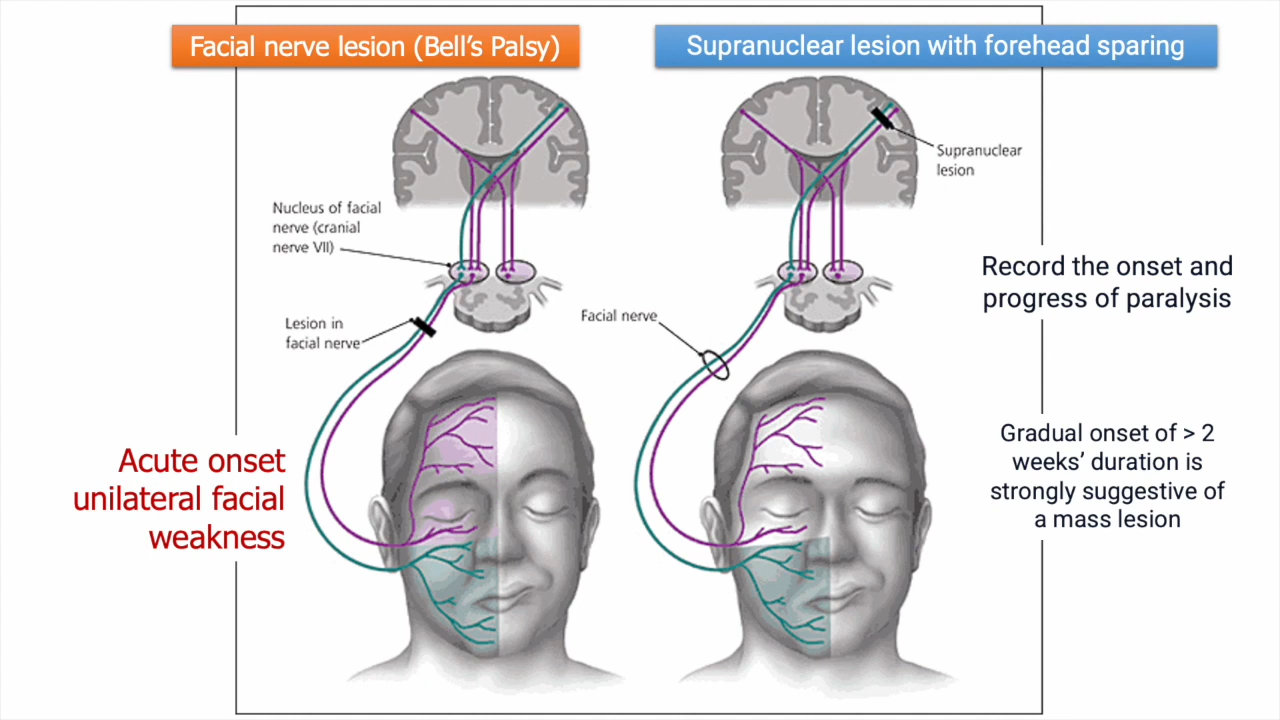 Facial nerve lesion (Bell’s Palsy)
Supranuclear lesion with forehead sparing
Nucleus of facial
nerve (cranial
nerve VII)
Lesion in
facial nerve
Supranuclear
lesion
Facial nerve
Acute onset
unilateral facial
weakness
Record the onset and
progress of paralysis
Gradual onset of > 2
weeks’ duration is
strongly suggestive of
a mass lesion